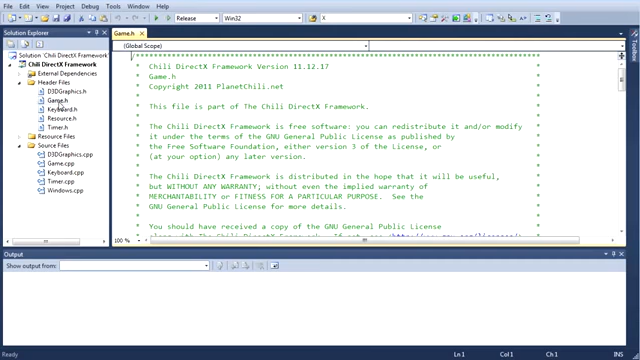 File Edit View Project Build Debug Team Data Tools Test Window Help
Release Win32 X
Solution Explorer
Solution 'Chili DirectX Framework'
Chili DirectX Framework
External Dependencies
Header Files
D3DGraphics.h
Game.h
Keyboard.h
Resource.h
Timer.h
Resource Files
Source Files
D3DGraphics.cpp
Game.cpp
Keyboard.cpp
Timer.cpp
Windows.cpp
Game.h
(Global Scope)
/******************************************************************************************
* Chili DirectX Framework Version 11.12.17 *
* Game.h *
* Copyright 2011 PlanetChili.net *
* *
* This file is part of The Chili DirectX Framework. *
* *
* The Chili DirectX Framework is free software: you can redistribute it and/or modify *
* it under the terms of the GNU General Public License as published by *
* the Free Software Foundation, either version 3 of the License, or *
* (at your option) any later version. *
* *
* The Chili DirectX Framework is distributed in the hope that it will be useful, *
* but WITHOUT ANY WARRANTY; without even the implied warranty of *
* MERCHANTABILITY or FITNESS FOR A PARTICULAR PURPOSE. See the *
* GNU General Public License for more details. *
* *
* You should have received a copy of the GNU General Public License *
100 %
Toolbox
Output
Show output from:
Ready Ln 1 Col 1 Ch 1 INS